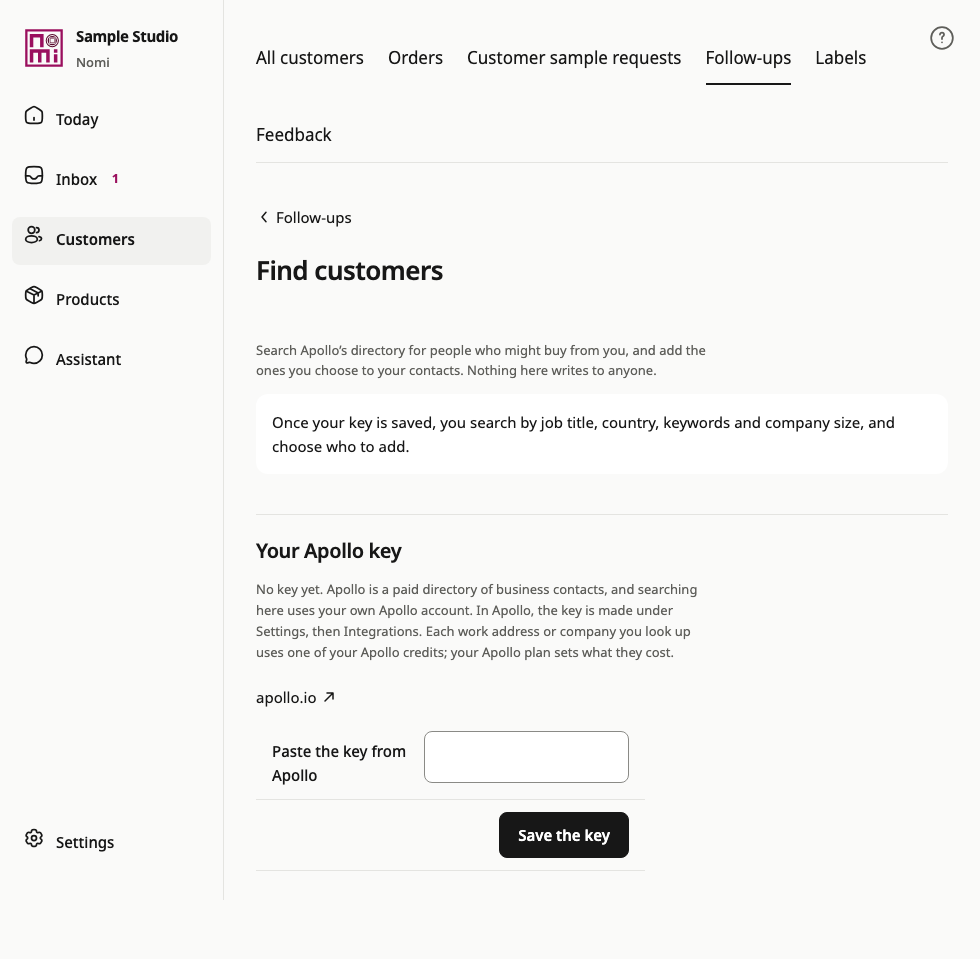 nomi
Sample Studio
Nomi
Today
Inbox 1
Customers
Products
Assistant
Settings
All customers Orders Customer sample requests Follow-ups Labels
?
Feedback
Follow-ups
Find customers
Search Apollo’s directory for people who might buy from you, and add the
ones you choose to your contacts. Nothing here writes to anyone.
Once your key is saved, you search by job title, country, keywords and company size, and
choose who to add.
Your Apollo key
No key yet. Apollo is a paid directory of business contacts, and searching
here uses your own Apollo account. In Apollo, the key is made under
Settings, then Integrations. Each work address or company you look up
uses one of your Apollo credits; your Apollo plan sets what they cost.
apollo.io
Paste the key from
Apollo
Save the key